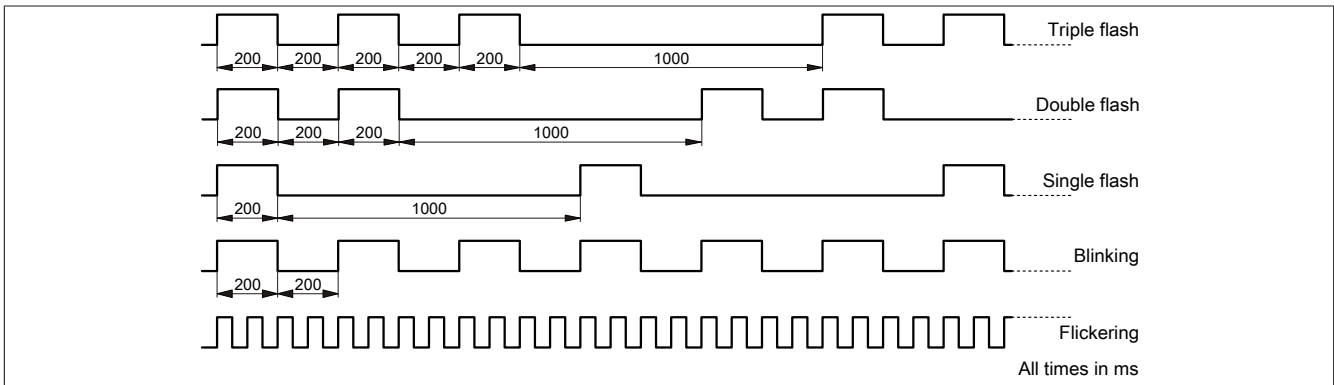 Triple flash
200 200 200 200 200 1000
Double flash
200 200 200 1000
Single flash
200 1000
Blinking
200 200
Flickering
All times in ms